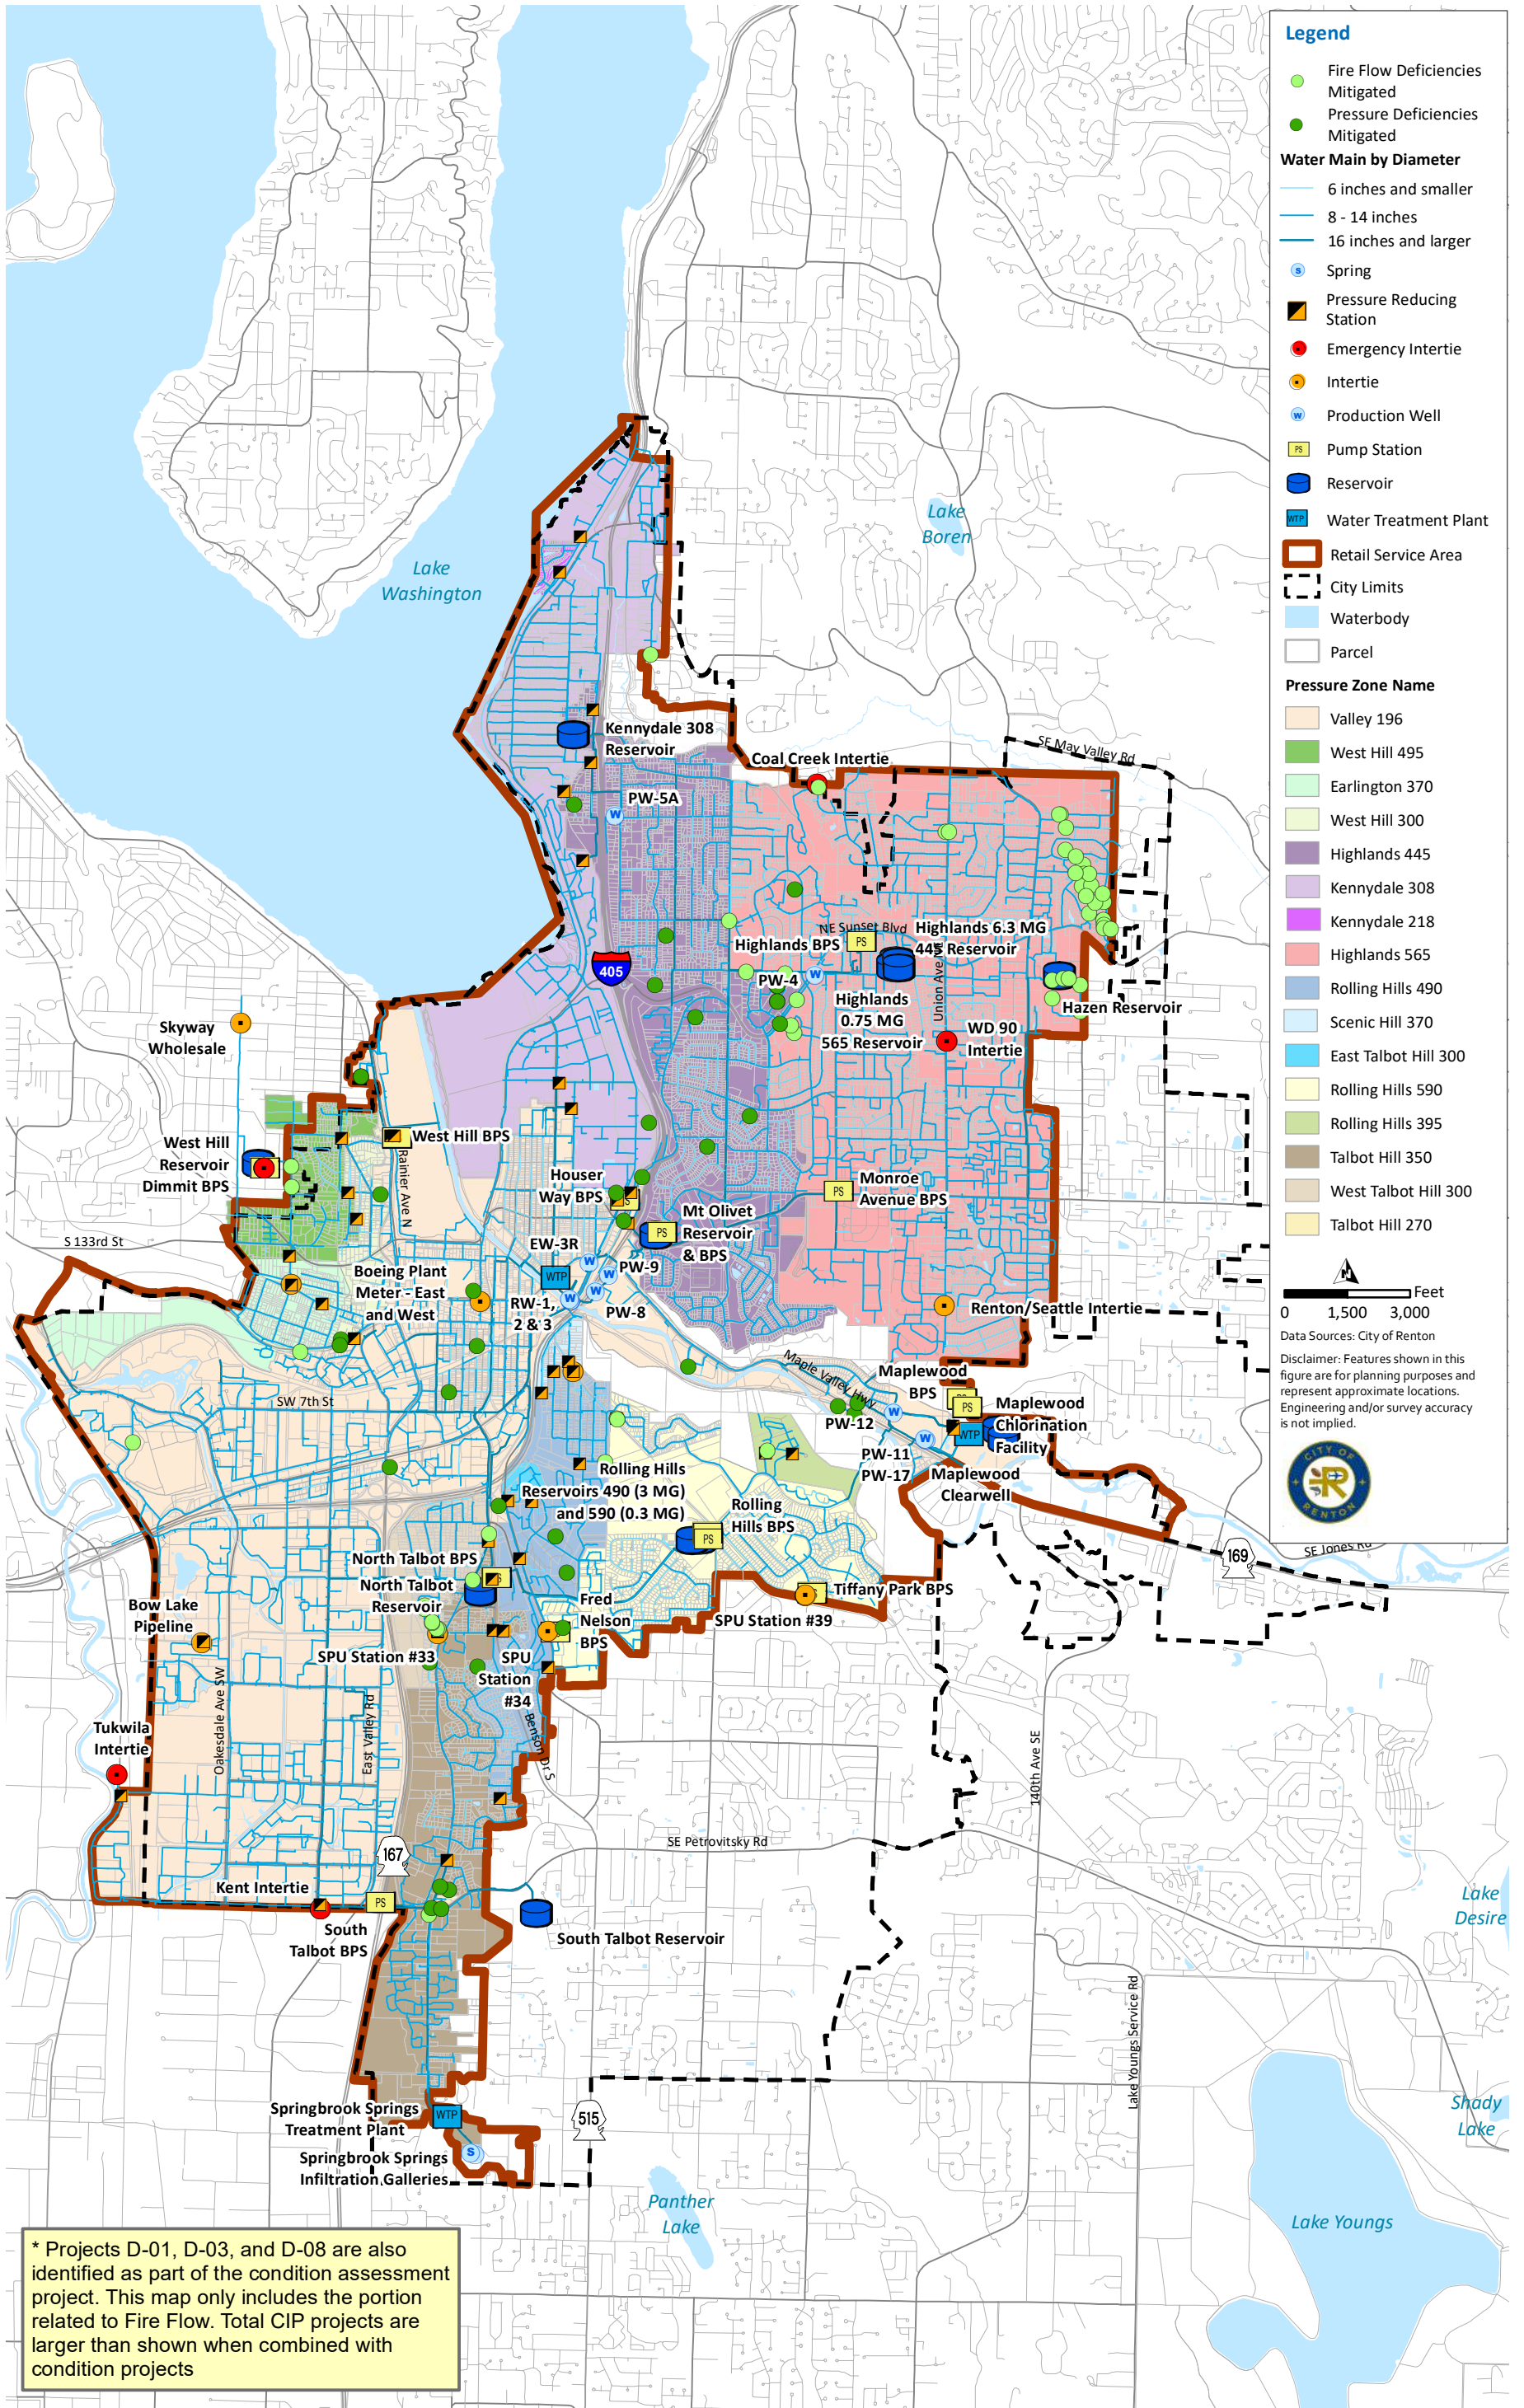 Legend
Fire Flow Deficiencies
Mitigated
Pressure Deficiencies
Mitigated
Water Main by Diameter
6 inches and smaller
8 - 14 inches
16 inches and larger
S
Spring
Pressure Reducing
Station
Emergency Intertie
Intertie
W
Production Well
PS
Pump Station
Reservoir
WTP
Water Treatment Plant
Retail Service Area
City Limits
Waterbody
Parcel
Pressure Zone Name
Valley 196
West Hill 495
Earlington 370
West Hill 300
Highlands 445
Kennydale 308
Kennydale 218
Highlands 565
Rolling Hills 490
Scenic Hill 370
East Talbot Hill 300
Rolling Hills 590
Rolling Hills 395
Talbot Hill 350
West Talbot Hill 300
Talbot Hill 270
N
Feet
0 1,500 3,000
Data Sources: City of Renton
Disclaimer: Features shown in this
figure are for planning purposes and
represent approximate locations.
Engineering and/or survey accuracy
is not implied.
CITY OF
R
RENTON
Lake
Boren
Lake
Washington
Kennydale 308
Reservoir
SE May Valley Rd
Coal Creek Intertie
PW-5A
W
NE Sunset Blvd
Highlands 6.3 MG
445 Reservoir
Highlands BPS
PS
405
PW-4
W
Union Ave NE
Highlands
0.75 MG
565 Reservoir
Hazen Reservoir
WD 90
Intertie
Skyway
Wholesale
West Hill BPS
West Hill
Reservoir
Dimmit BPS
Rainier Ave N
Houser
Way BPS
Monroe
Avenue BPS
PS
Mt Olivet
Reservoir
& BPS
PS
S 133rd St
EW-3R
WTP
PW-9
W
W
W
W
Boeing Plant
Meter - East
and West
RW-1,
2 & 3
PW-8
Renton/Seattle Intertie
Maple Valley Hwy
Maplewood
BPS
PS
PS
Maplewood
Chlorination
Facility
WTP
SW 7th St
PW-12
W
PW-11
PW-17
W
Maplewood
Clearwell
Rolling Hills
Reservoirs 490 (3 MG)
and 590 (0.3 MG)
Rolling
Hills BPS
PS
169
SE Jones Rd
North Talbot BPS
North Talbot
Reservoir
Fred
Nelson
BPS
Tiffany Park BPS
SPU Station #39
Bow Lake
Pipeline
SPU Station #33
SPU
Station
#34
Oakesdale Ave SW
East Valley Rd
Benson Dr S
Tukwila
Intertie
140th Ave SE
SE Petrovitsky Rd
167
Kent Intertie
PS
South
Talbot BPS
South Talbot Reservoir
Lake
Desire
Lake Youngs Service Rd
Springbrook Springs
Treatment Plant
WTP
515
Springbrook Springs
Infiltration Galleries
S
Shady
Lake
Panther
Lake
Lake Youngs
* Projects D-01, D-03, and D-08 are also
identified as part of the condition assessment
project. This map only includes the portion
related to Fire Flow. Total CIP projects are
larger than shown when combined with
condition projects